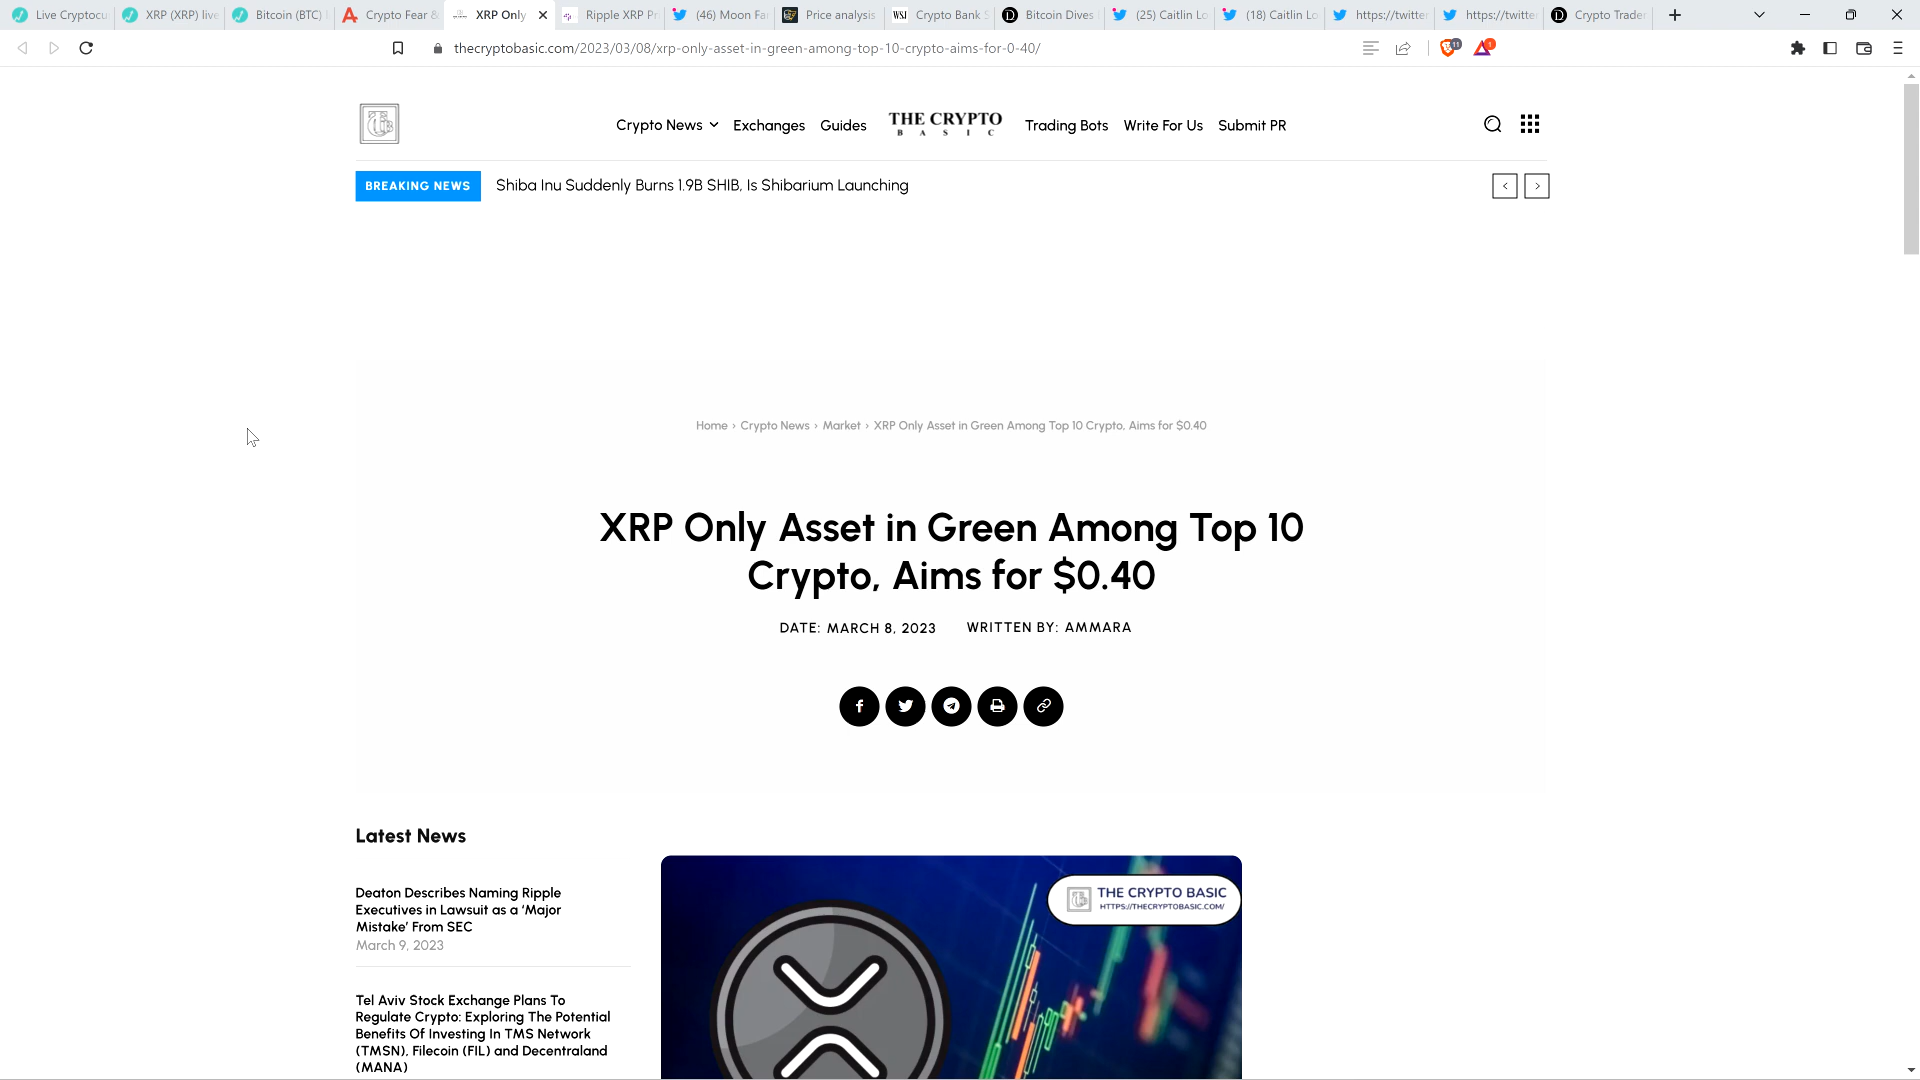 Live Cryptocu
XRP (XRP) live
Bitcoin (BTC)
Crypto Fear &
XRP Only
Ripple XRP Pr
(46) Moon Fa
Price analysis
WSJ
Crypto Bank S
Bitcoin Dives
(25) Caitlin Lo
(18) Caitlin Lo
https://twitter
https://twitter
Crypto Trader
thecryptobasic.com/2023/03/08/xrp-only-asset-in-green-among-top-10-crypto-aims-for-0-40/
11
1
Crypto News
Exchanges
Guides
THE CRYPTO
BASIC
Trading Bots
Write For Us
Submit PR
BREAKING NEWS
Shiba Inu Suddenly Burns 1.9B SHIB, Is Shibarium Launching
Home › Crypto News › Market › XRP Only Asset in Green Among Top 10 Crypto, Aims for $0.40
XRP Only Asset in Green Among Top 10
Crypto, Aims for $0.40
DATE: MARCH 8, 2023
WRITTEN BY: AMMARA
Latest News
Deaton Describes Naming Ripple
Executives in Lawsuit as a ‘Major
Mistake’ From SEC
March 9, 2023
Tel Aviv Stock Exchange Plans To
Regulate Crypto: Exploring The Potential
Benefits Of Investing In TMS Network
(TMSN), Filecoin (FIL) and Decentraland
(MANA)
THE CRYPTO BASIC
HTTPS://THECRYPTOBASIC.COM/